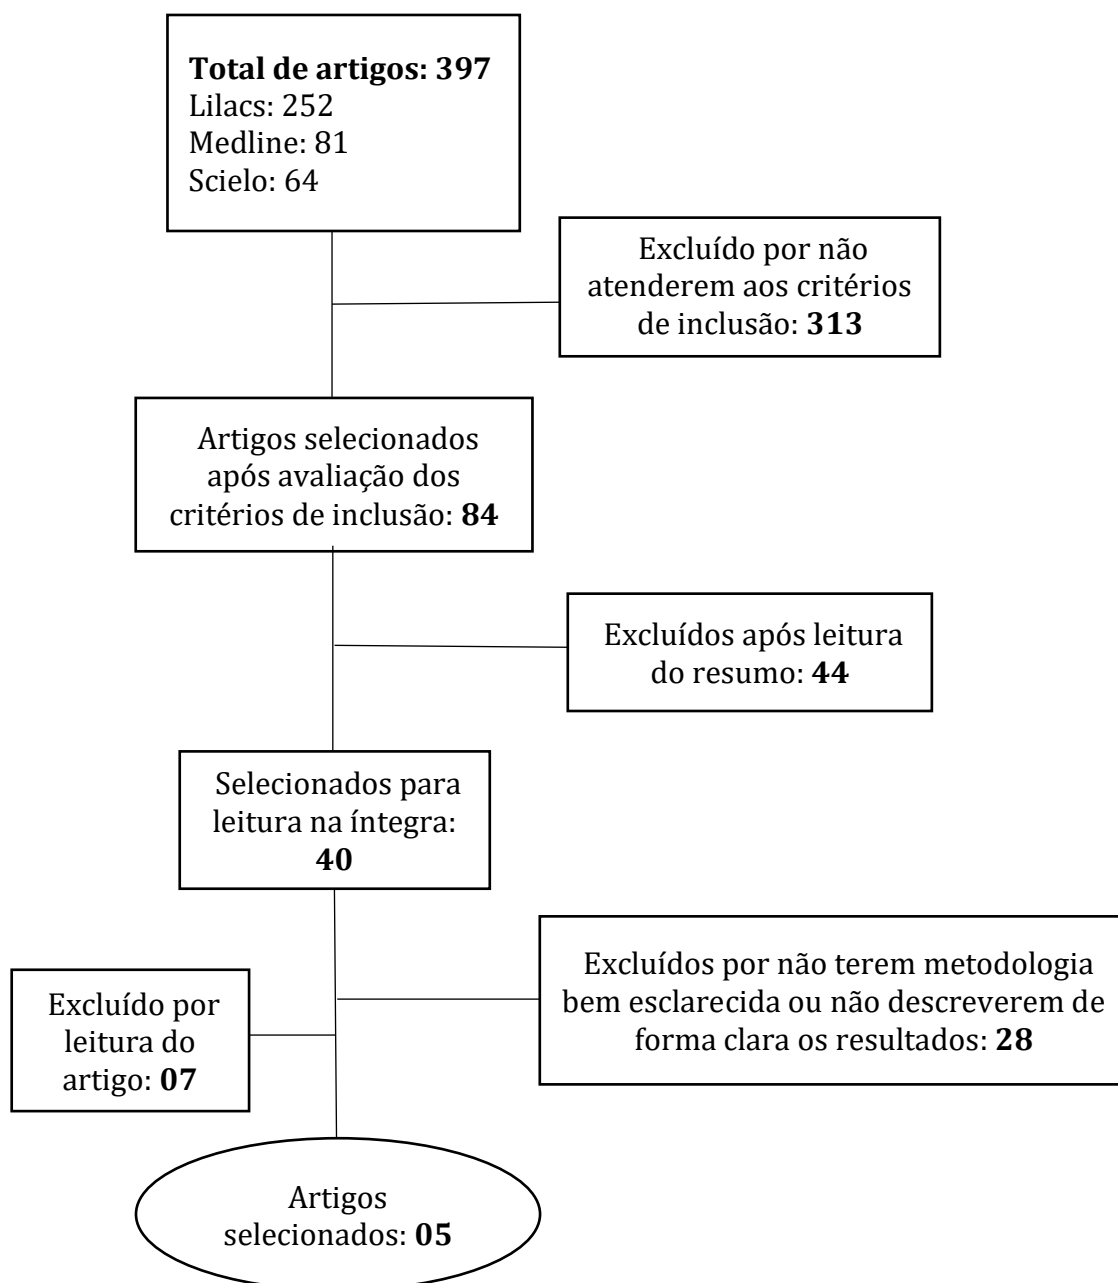 Total de artigos: 397
Lilacs: 252
Medline: 81
Scielo: 64
Excluído por não
atenderem aos critérios
de inclusão: 313
Artigos selecionados
após avaliação dos
critérios de inclusão: 84
Excluídos após leitura
do resumo: 44
Selecionados para
leitura na íntegra:
40
Excluídos por não terem metodologia
bem esclarecida ou não descreverem de
forma clara os resultados: 28
Excluído por
leitura do
artigo: 07
Artigos
selecionados: 05